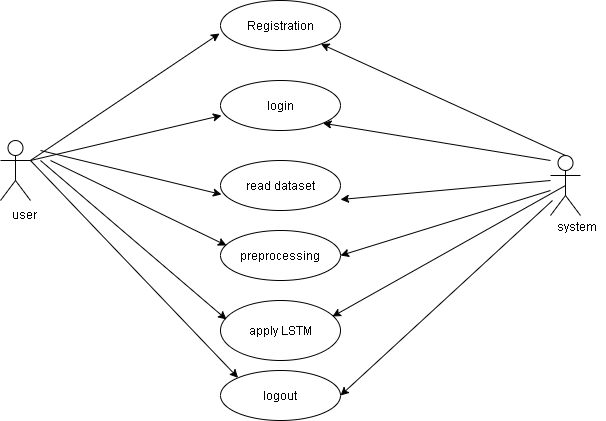 Registration
login
read dataset
user
system
preprocessing
apply LSTM
logout